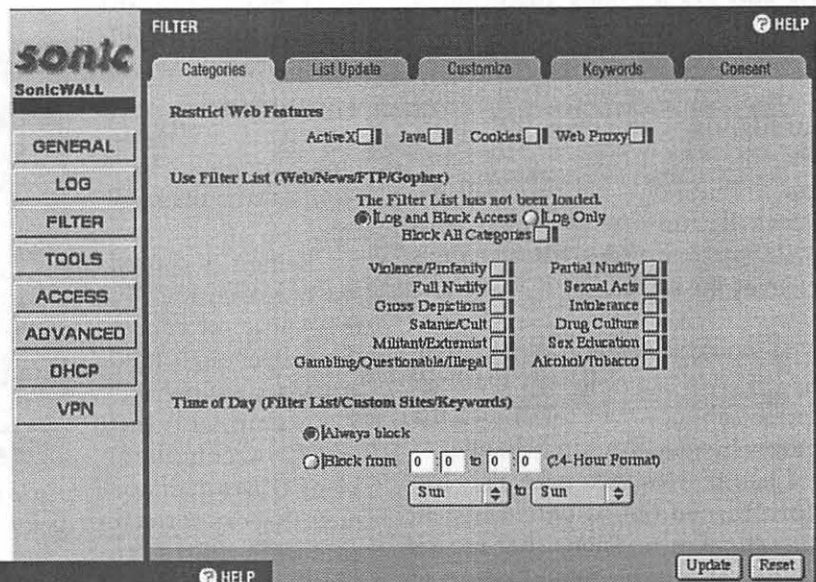 FILTER
? HELP
sonic
SonicWALL
Categories
List Update
Customize
Keywords
Consent
GENERAL
LOG
FILTER
TOOLS
ACCESS
ADVANCED
DHCP
VPN
Restrict Web Features
ActiveX Java Cookies Web Proxy
Use Filter List (Web/News/FTP/Gopher)
The Filter List has not been loaded.
Log and Block Access Log Only
Block All Categories
Violence/Profanity Partial Nudity
Full Nudity Sexual Acts
Gross Depictions Intolerance
Satanic/Cult Drug Culture
Militant/Extremist Sex Education
Gambling/Questionable/Illegal Alcohol/Tobacco
Time of Day (Filter List/Custom Sites/Keywords)
Always block
Block from 0 : 0 to 0 : 0 (24-Hour Format)
Sun to Sun
Update Reset
? HELP